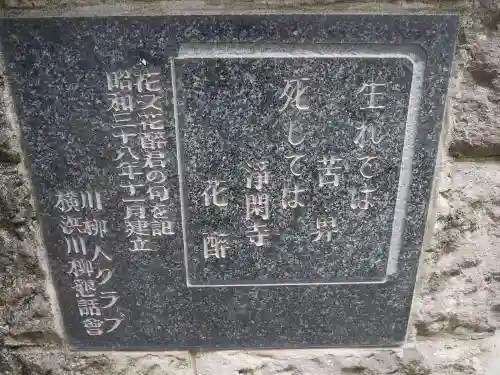 生れては
苦界
死しては
淨閑寺
花酔
花又花酔君の句を誼
昭和三十八年十一月建立
川柳人クラブ
横浜川柳懇話會